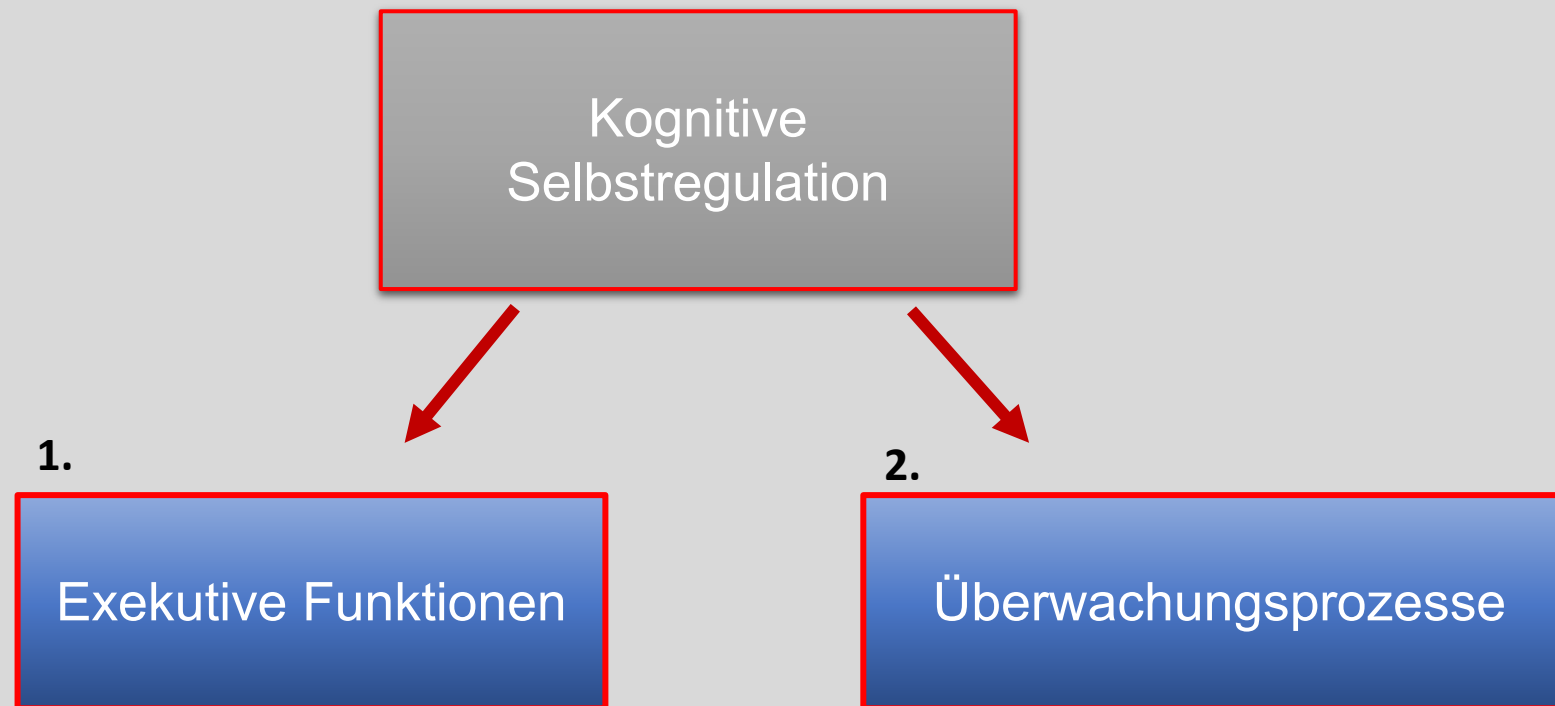 Kognitive
Selbstregulation
1.
2.
Exekutive Funktionen
Überwachungsprozesse